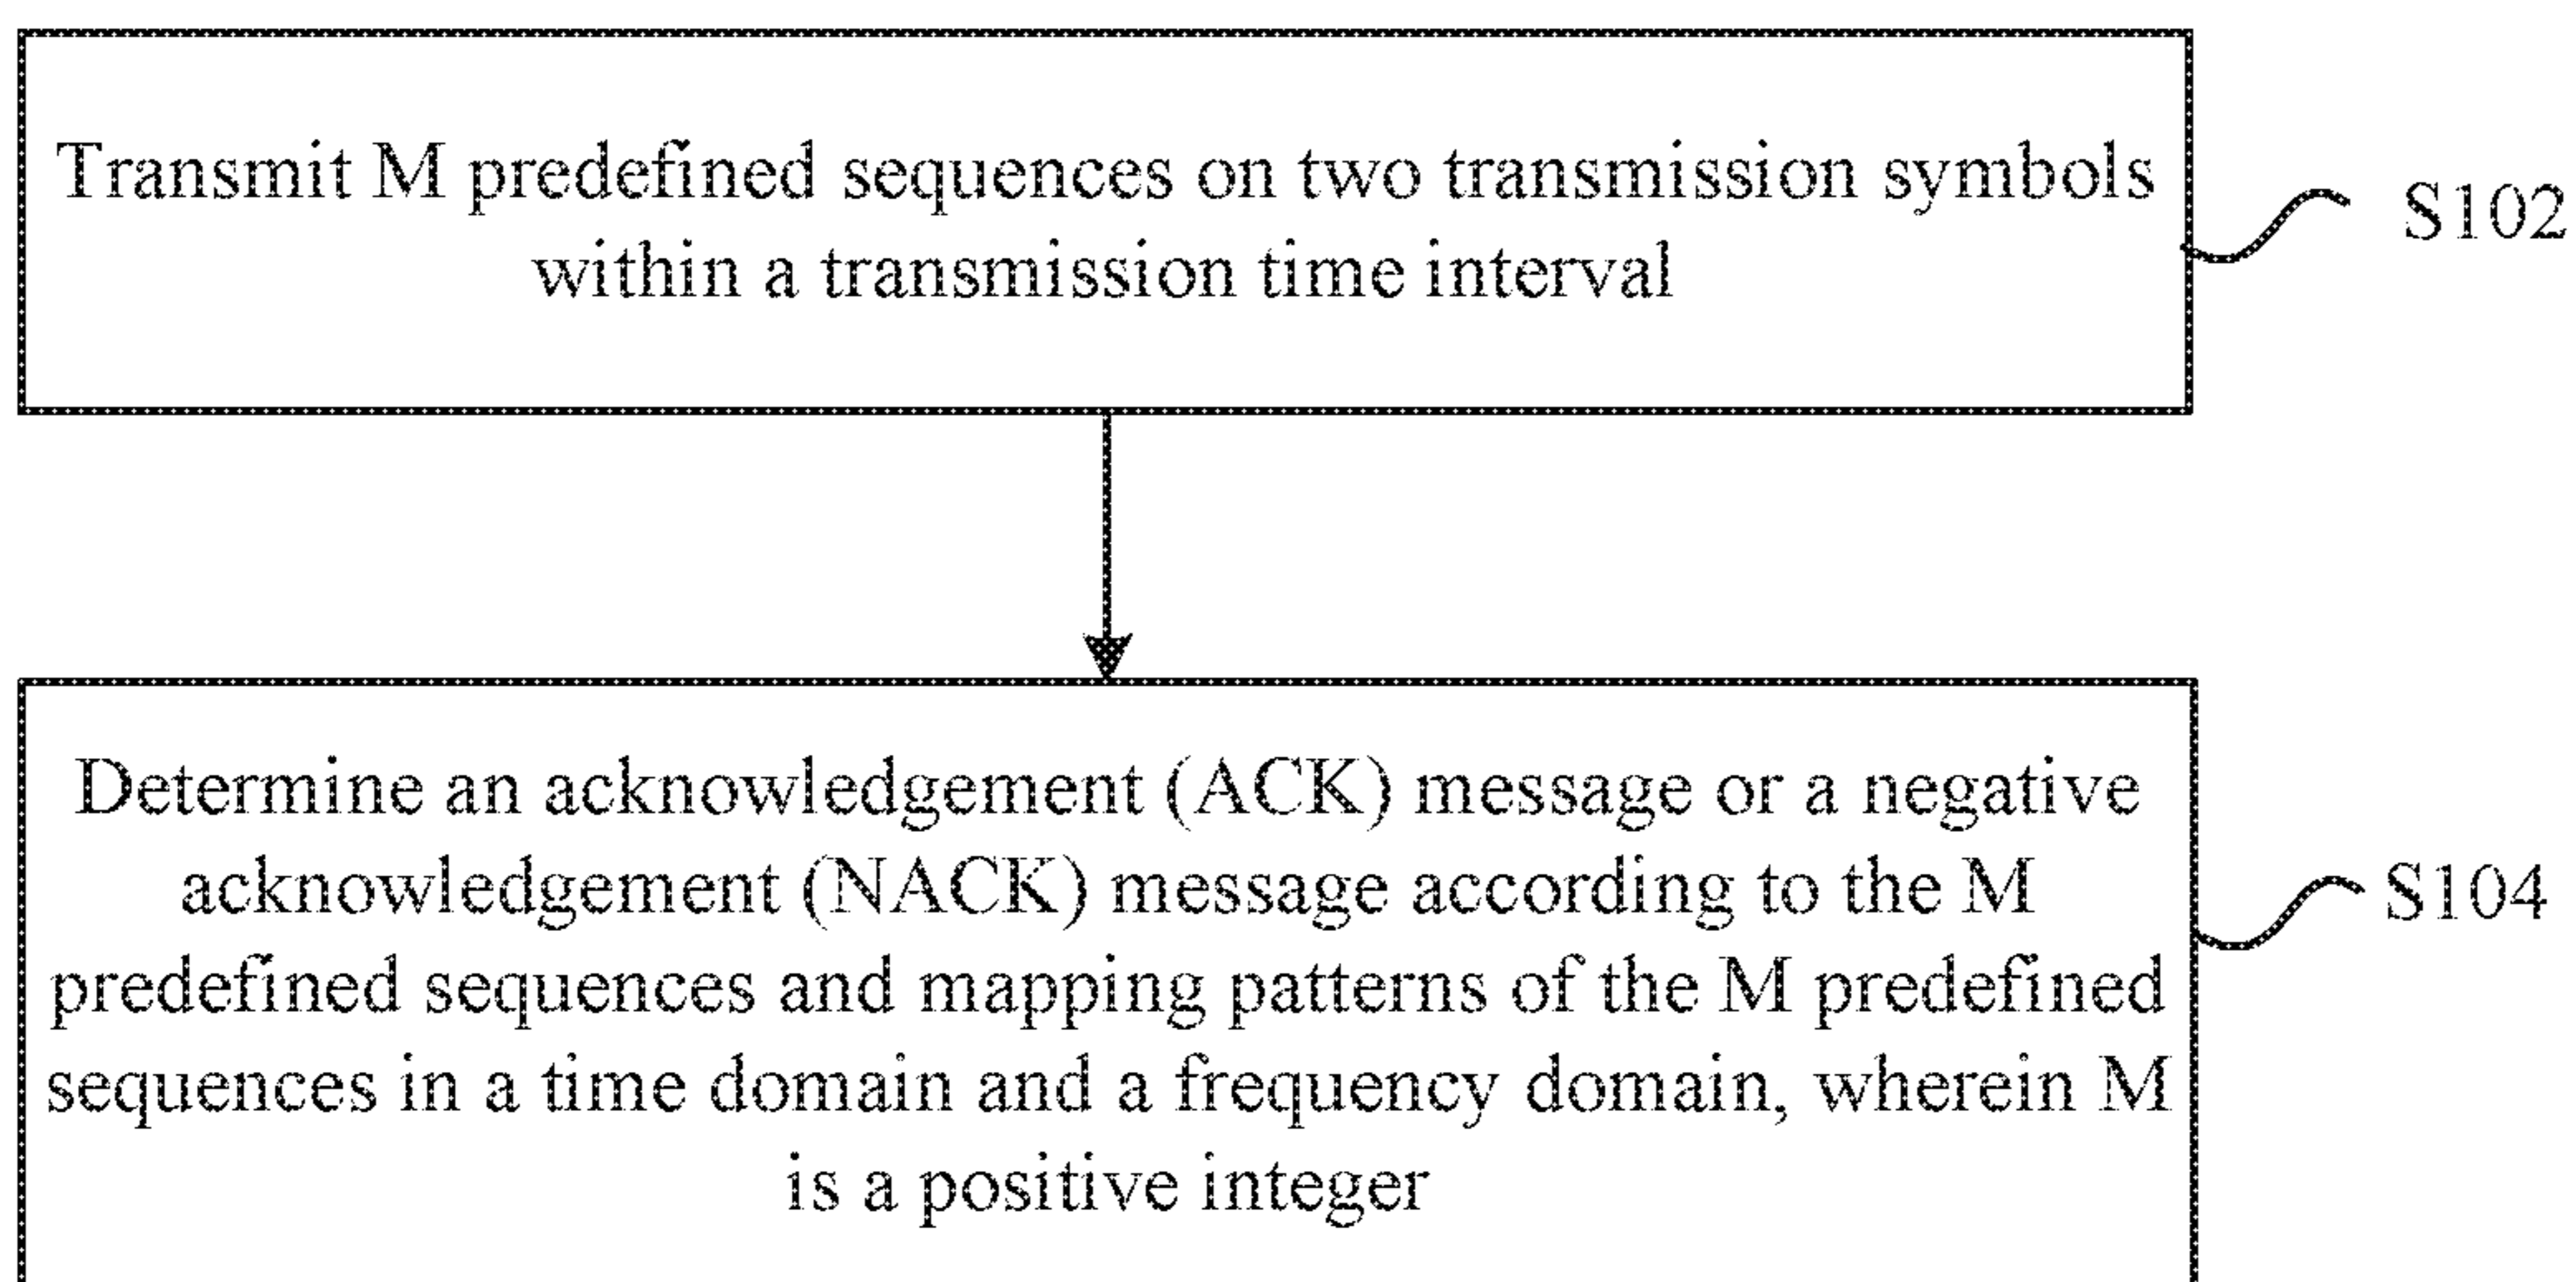 Transmit M predefined sequences on two transmission symbols
within a transmission time interval
S102
Determine an acknowledgement (ACK) message or a negative
acknowledgement (NACK) message according to the M
predefined sequences and mapping patterns of the M predefined
sequences in a time domain and a frequency domain, wherein M
is a positive integer
S104